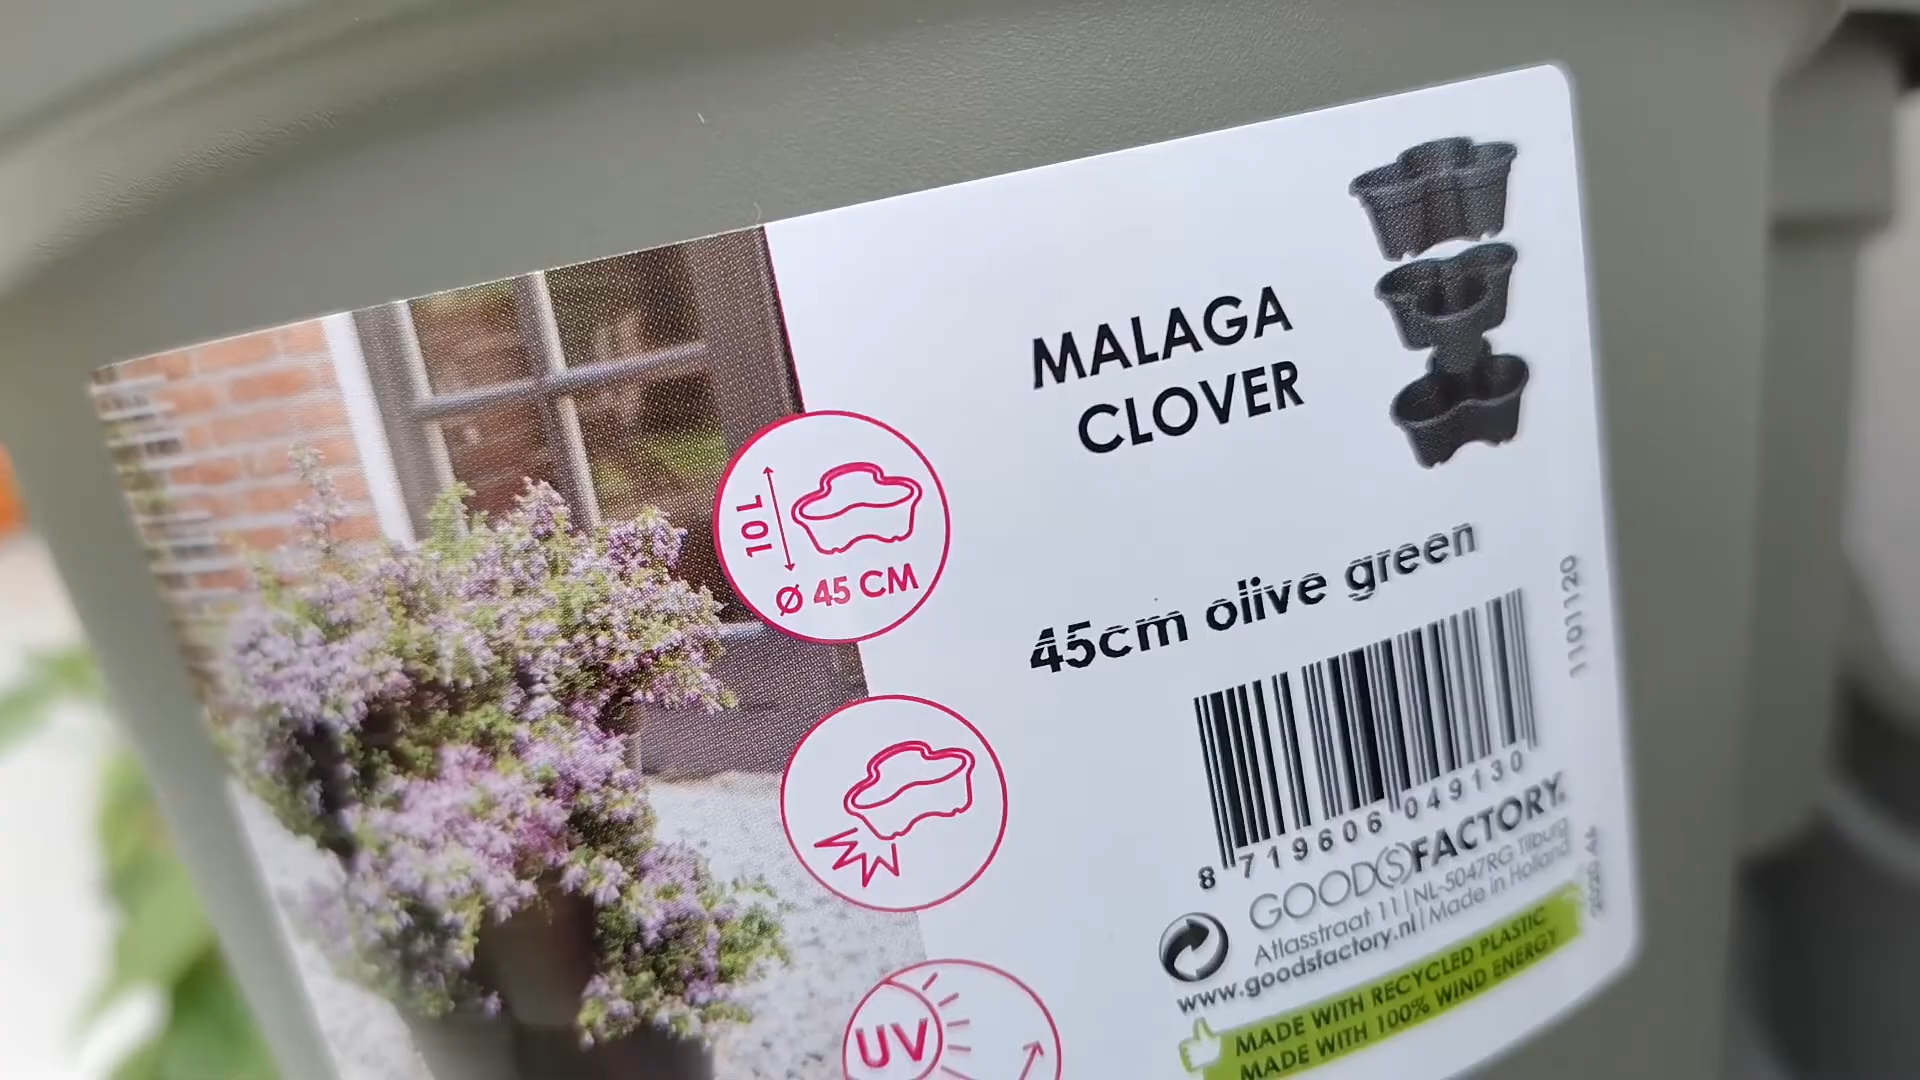 MALAGA
CLOVER
10L
Ø 45 CM
45cm olive green
1101120
8 719606 049130
GOOD(S)FACTORY.
Atlasstraat 11 | NL-5047RG Tilburg
www.goodsfactory.nl | Made in Holland
2020 A6
UV
MADE WITH RECYCLED PLASTIC
MADE WITH 100% WIND ENERGY